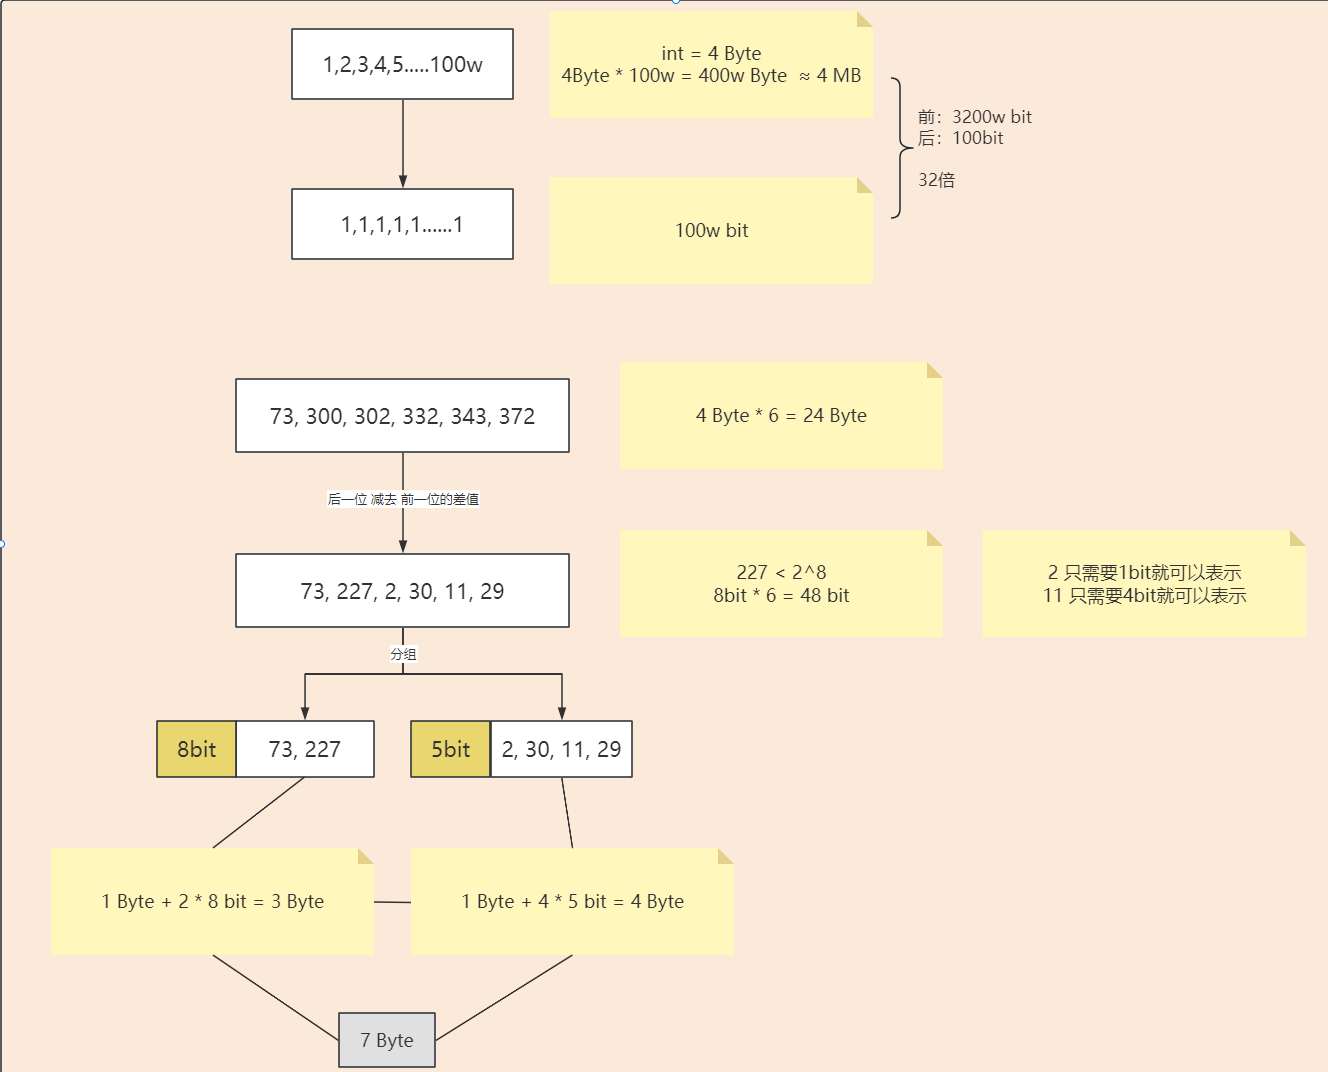 1,2,3,4,5.....100w
int = 4 Byte
4Byte * 100w = 400w Byte ≈ 4 MB
前：3200w bit
后：100bit
32倍
1,1,1,1,1......1
100w bit
73, 300, 302, 332, 343, 372
4 Byte * 6 = 24 Byte
后一位 减去 前一位的差值
73, 227, 2, 30, 11, 29
227 < 2^8
8bit * 6 = 48 bit
2 只需要1bit就可以表示
11 只需要4bit就可以表示
分组
8bit
73, 227
5bit
2, 30, 11, 29
1 Byte + 2 * 8 bit = 3 Byte
1 Byte + 4 * 5 bit = 4 Byte
7 Byte